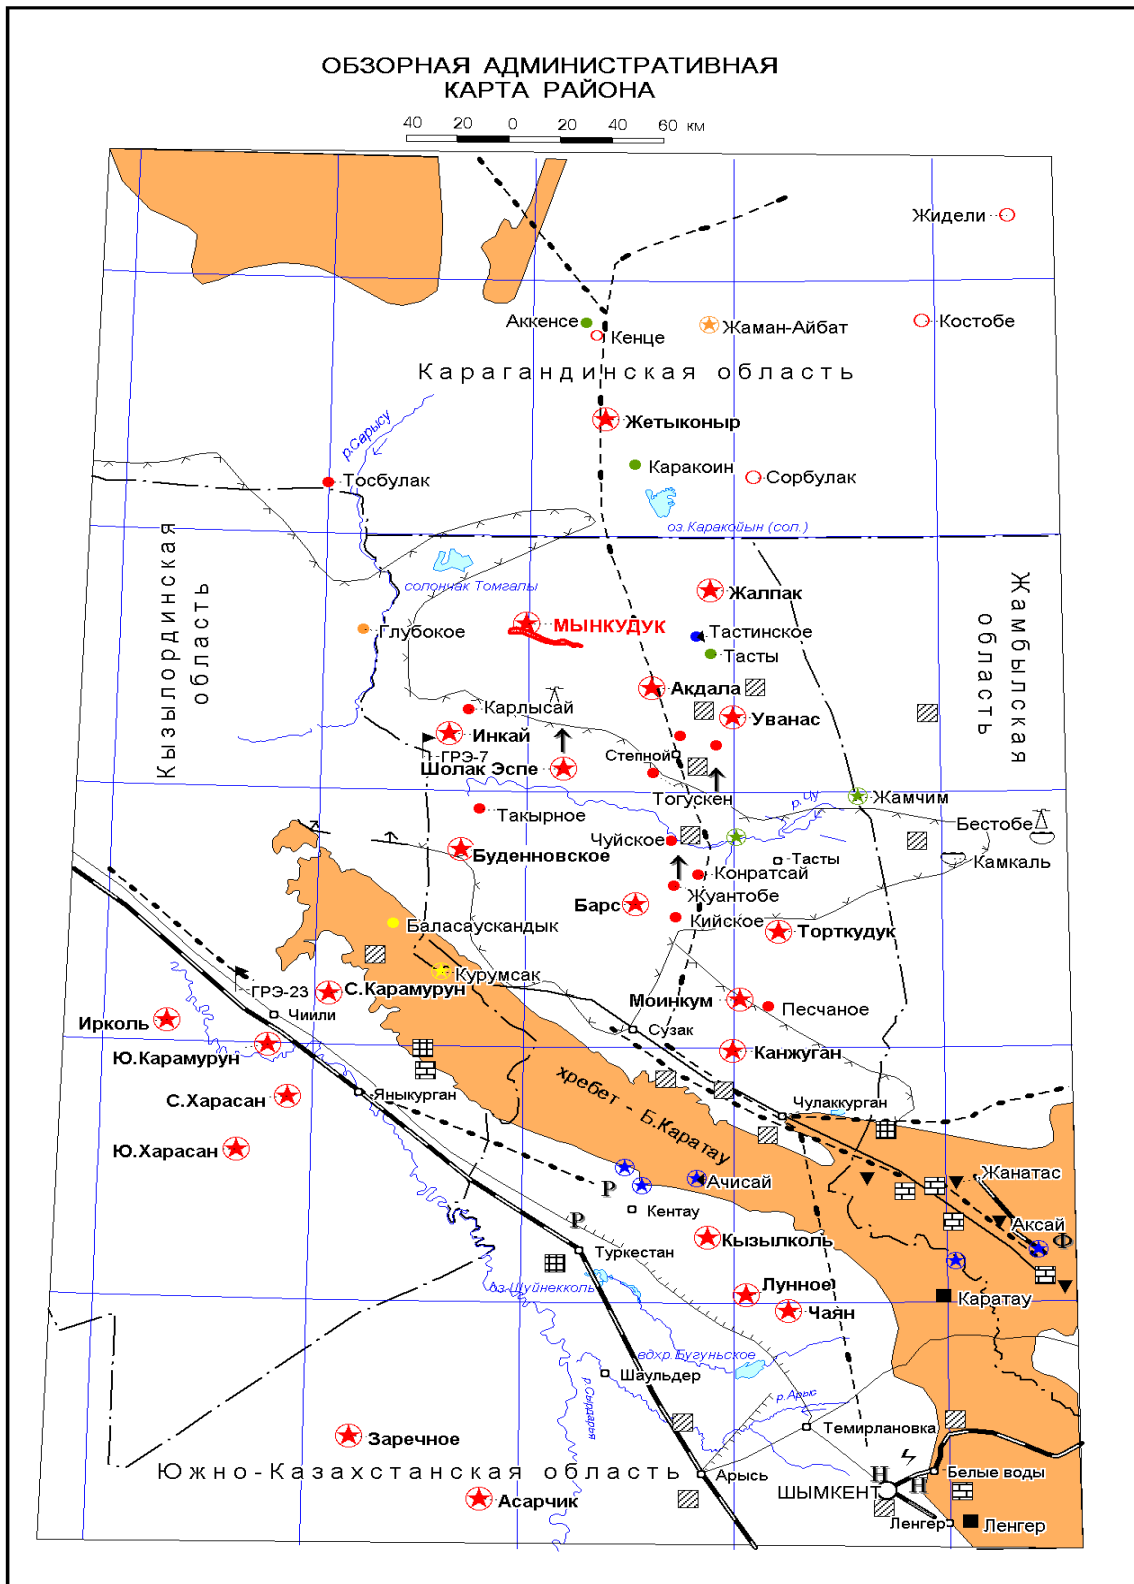 ОБЗОРНАЯ АДМИНИСТРАТИВНАЯ
КАРТА РАЙОНА
40 20 0 20 40 60 км
Жидели
Аккенсе
Кенце
Жаман-Айбат
Костобе
Карагандинская область
р.Сарысу
Жетыконыр
Каракоин
Тосбулак
Сорбулак
оз.Каракойын (сол.)
Кызылординская
область
Жамбылская
область
солончак Томгалы
Жалпак
МЫНКУДУК
Глубокое
Тастинское
Тасты
Акдала
Карлысай
Уванас
Инкай
ГРЭ-7
Степной
Шолак Эспе
Тогускен
р.Чу
Жамчим
Такырное
Бестобе
Чуйское
Буденновское
Тасты
Камкаль
Конратсай
Жуантобе
Барс
Кийское
Баласаускандык
Торткудук
Курумсак
ГРЭ-23
С.Карамурун
Моинкум
Песчаное
Чиили
Ирколь
Сузак
Ю.Карамурун
Канжуган
хребет - Б.Каратау
Яныкурган
С.Харасан
Чулаккурган
Ю.Харасан
Жанатас
Р
Ачисай
Кентау
Аксай
Р
Ф
Кызылколь
Туркестан
оз.Шуйнекколь
Лунное
Каратау
Чаян
вдхр.Бугуньское
Шаульдер
р.Сырдарья
р.Арыс
Темирлановка
Заречное
Южно-Казахстанская область
Арысь
Н
Н
Белые воды
ШЫМКЕНТ
Асарчик
Ленгер
Ленгер